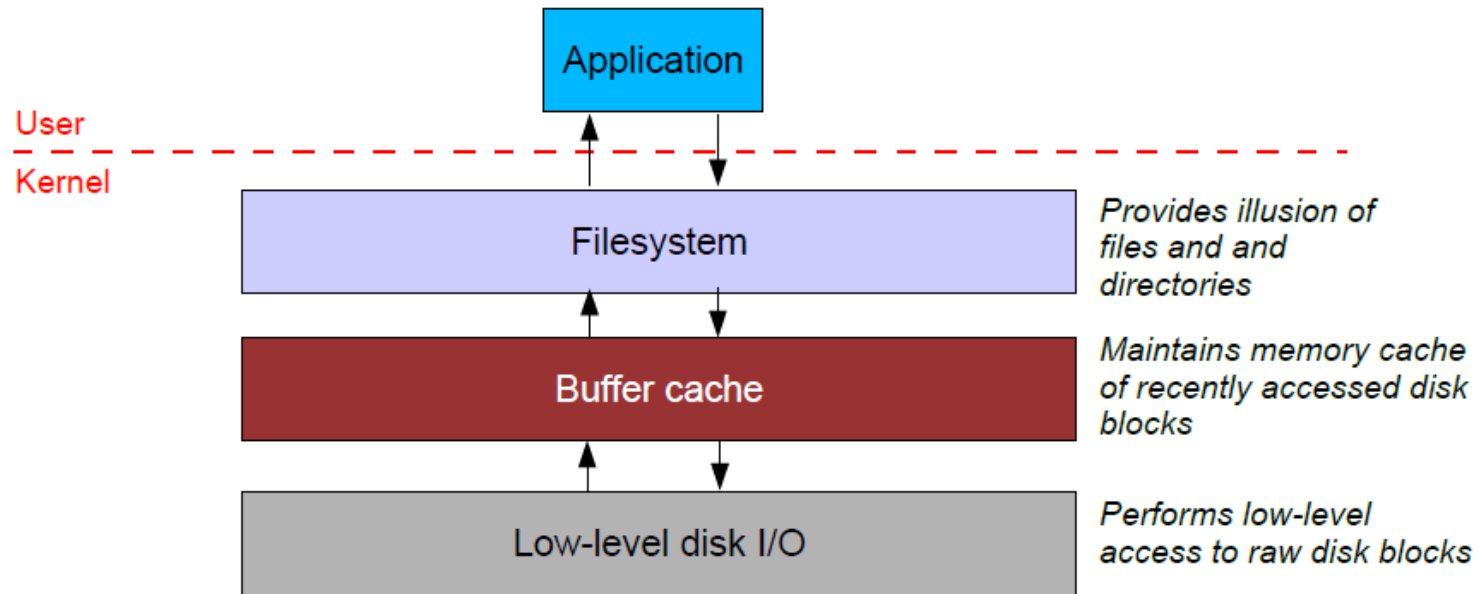 Application
User
Kernel
Filesystem
Provides illusion of
files and and
directories
Buffer cache
Maintains memory cache
of recently accessed disk
blocks
Low-level disk I/O
Performs low-level
access to raw disk blocks